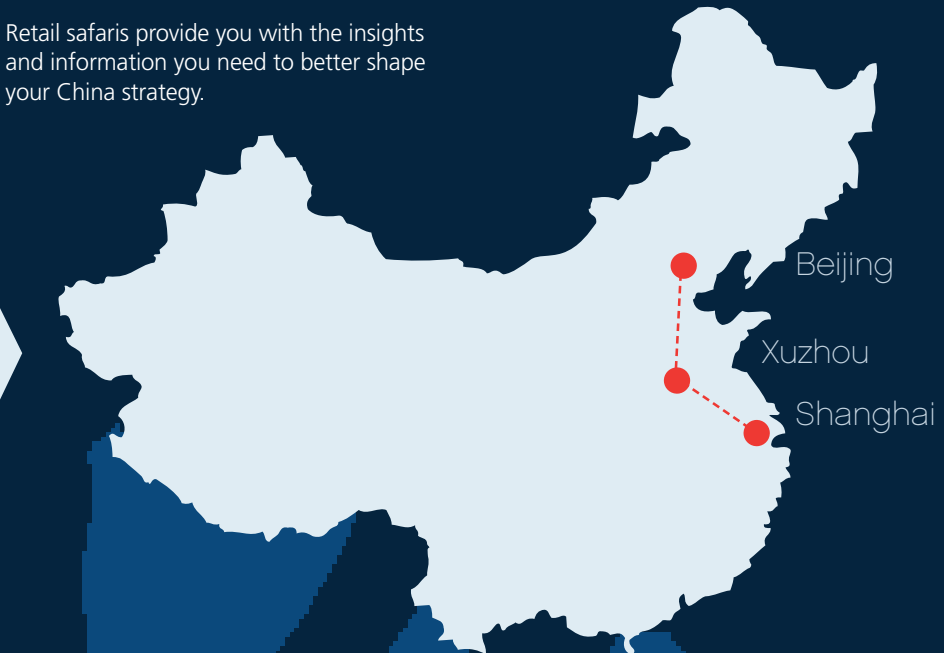 Retail safaris provide you with the insights
and information you need to better shape
your China strategy.
Beijing
Xuzhou
Shanghai